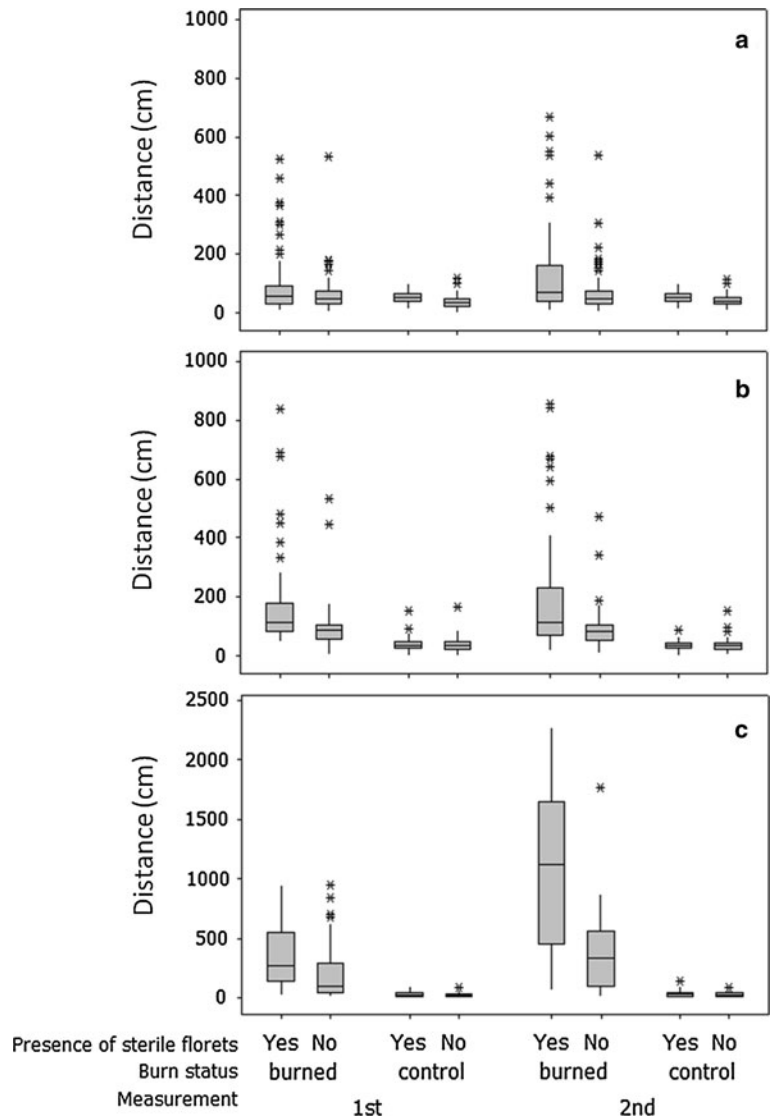 a
1000
800
600
400
200
0
Distance (cm)
b
1000
800
600
400
200
0
Distance (cm)
c
2500
2000
1500
1000
500
0
Distance (cm)
Presence of sterile florets Yes No Yes No Yes No Yes No
Burn status burned control burned control
Measurement 1st 2nd